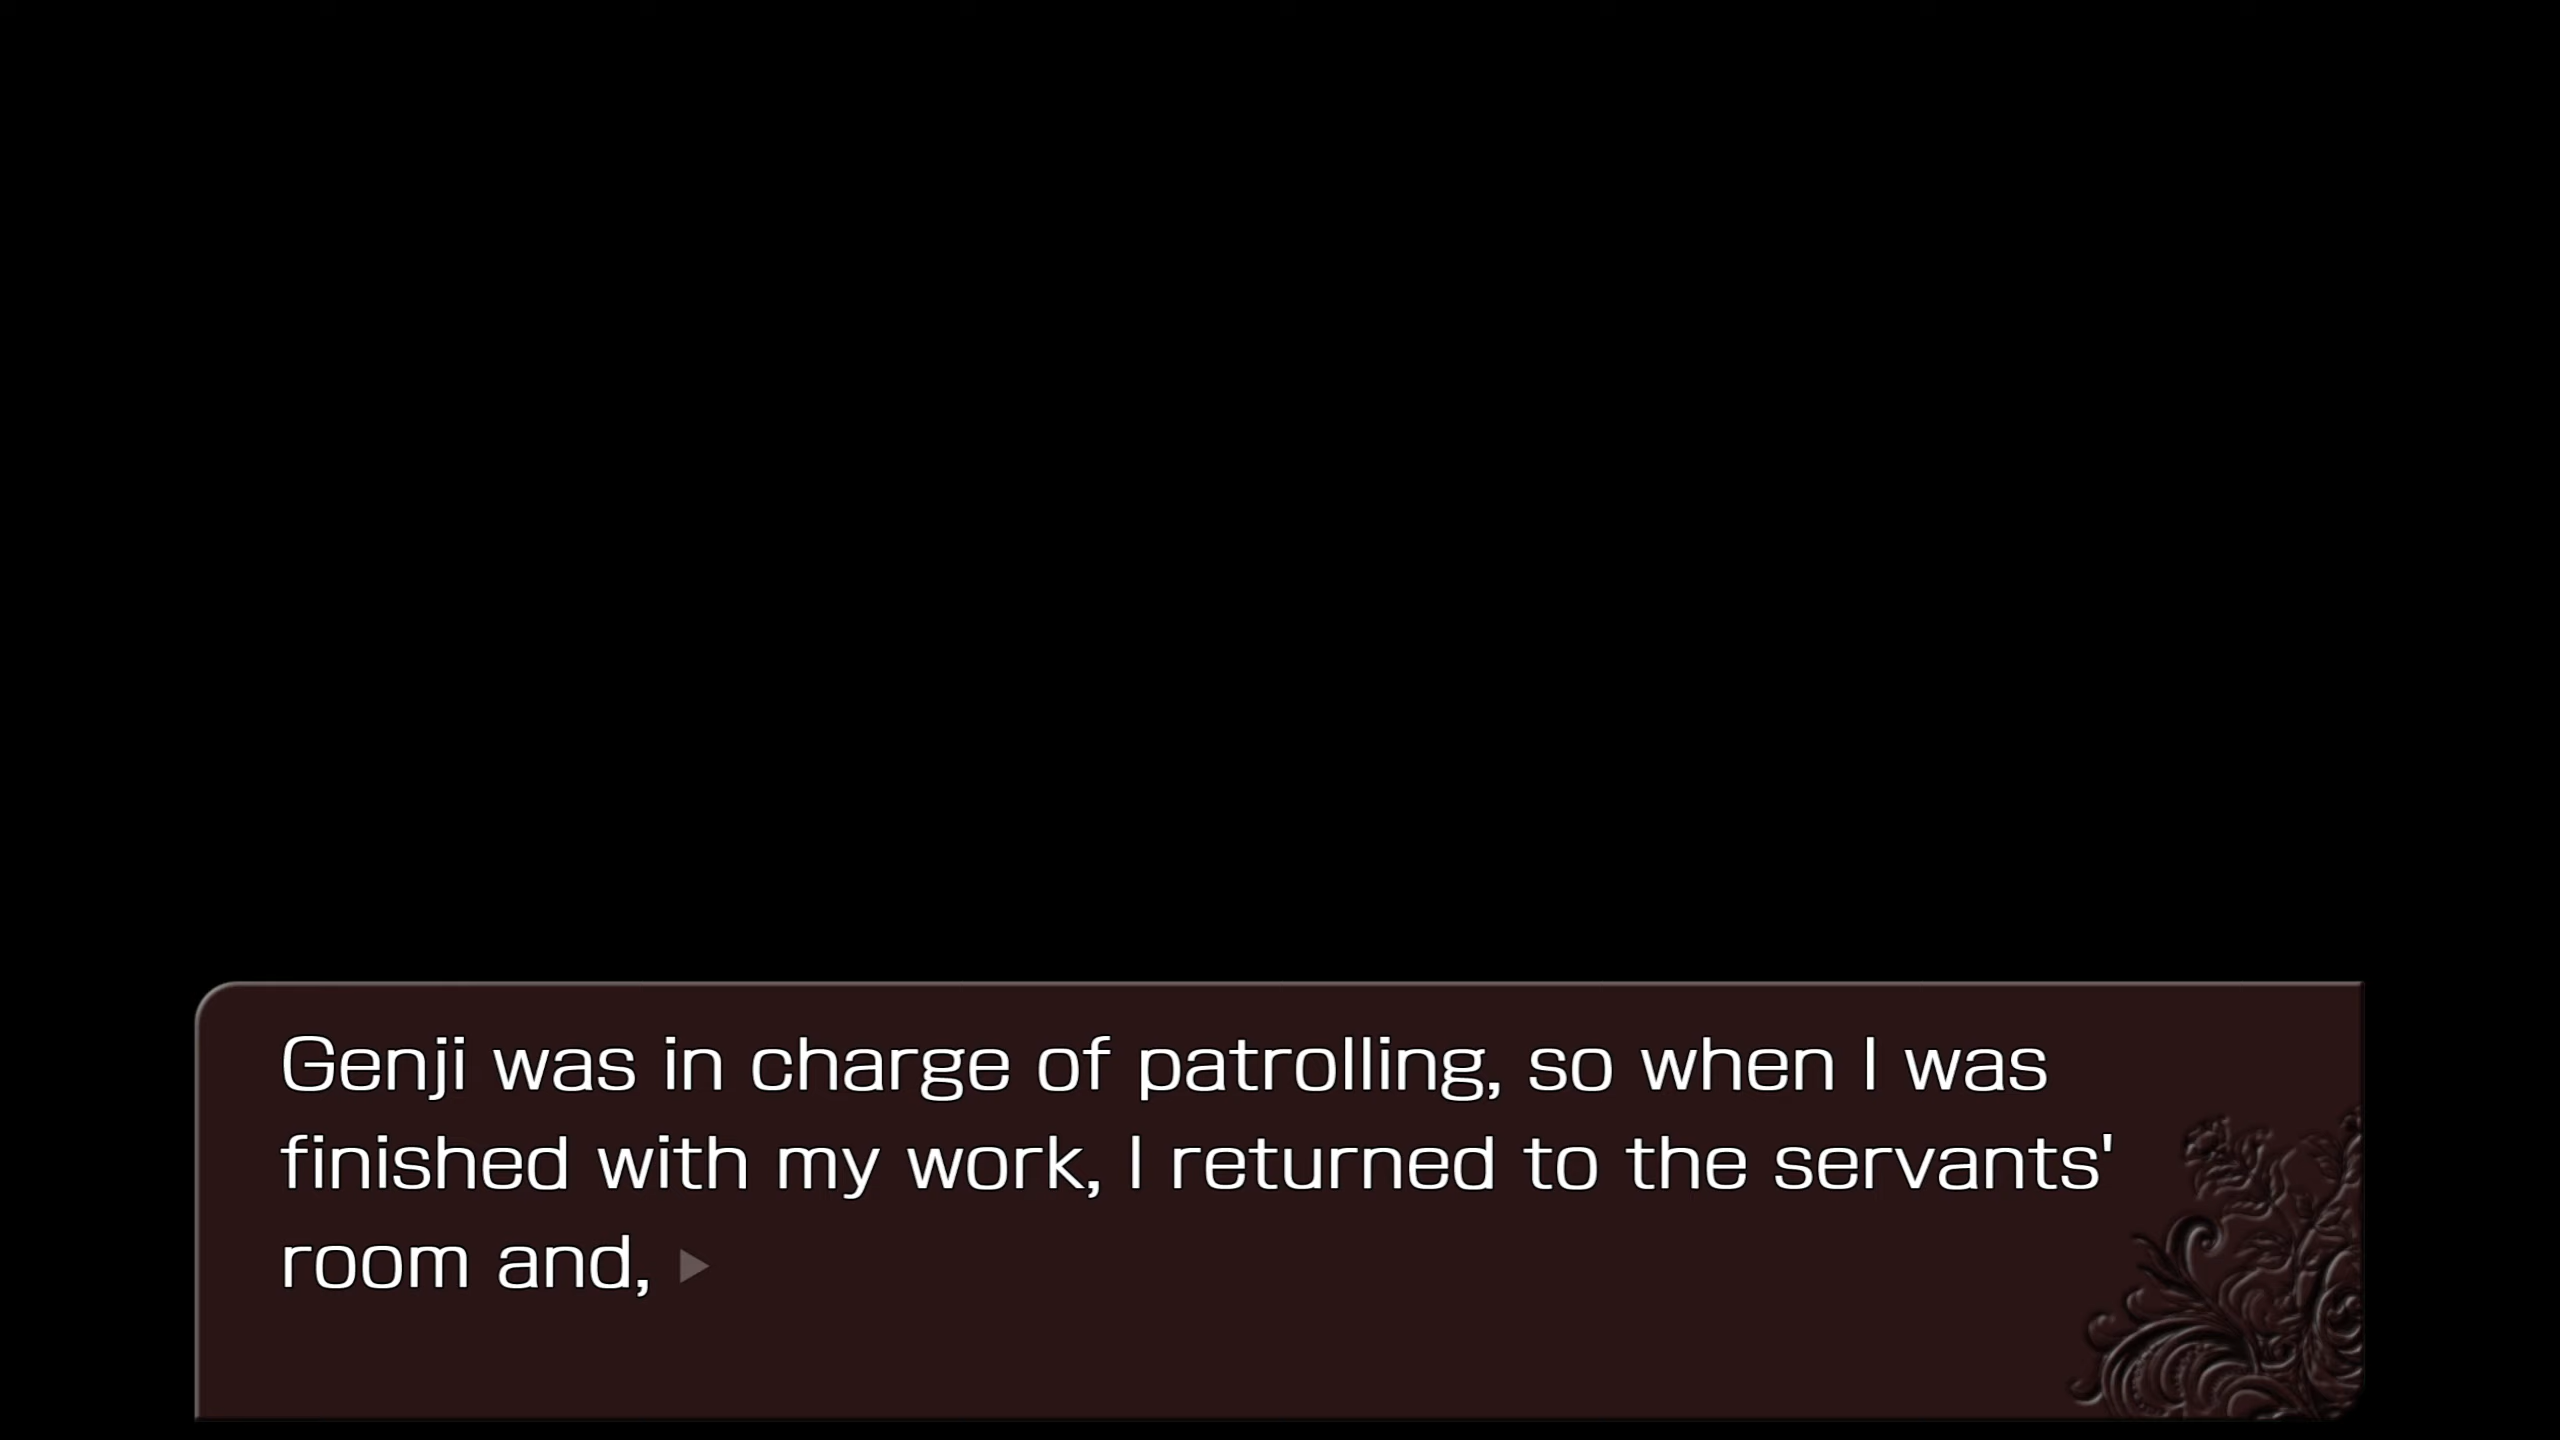 Genji was in charge of patrolling, so when I was
finished with my work, I returned to the servants'
room and,